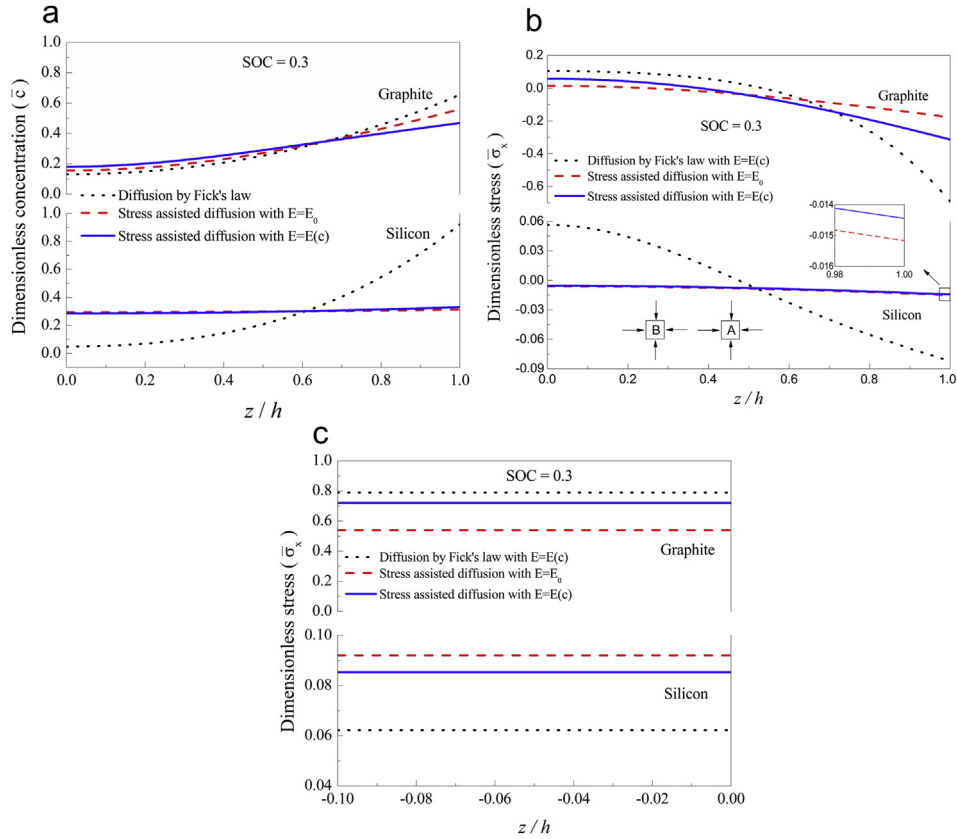 a
SOC = 0.3
Graphite
Diffusion by Fick's law
Stress assisted diffusion with E=E0
Stress assisted diffusion with E=E(c)
Silicon
Dimensionless concentration ( c̄ )
1.0
0.8
0.6
0.4
0.2
0.0
1.0
0.8
0.6
0.4
0.2
0.0
0.0 0.2 0.4 0.6 0.8 1.0
z / h
b
Graphite
SOC = 0.3
Diffusion by Fick's law with E=E(c)
Stress assisted diffusion with E=E0
Stress assisted diffusion with E=E(c)
-0.014
-0.015
-0.016
0.98 1.00
Silicon
B A
Dimensionless stress ( σ̄x )
0.2
0.0
-0.2
-0.4
-0.6
0.06
0.03
0.00
-0.03
-0.06
-0.09
0.0 0.2 0.4 0.6 0.8 1.0
z / h
c
SOC = 0.3
Graphite
Diffusion by Fick's law with E=E(c)
Stress assisted diffusion with E=E0
Stress assisted diffusion with E=E(c)
Silicon
Dimensionless stress ( σ̄x )
1.0
0.8
0.6
0.4
0.2
0.0
0.10
0.08
0.06
0.04
-0.10 -0.08 -0.06 -0.04 -0.02 0.00
z / h